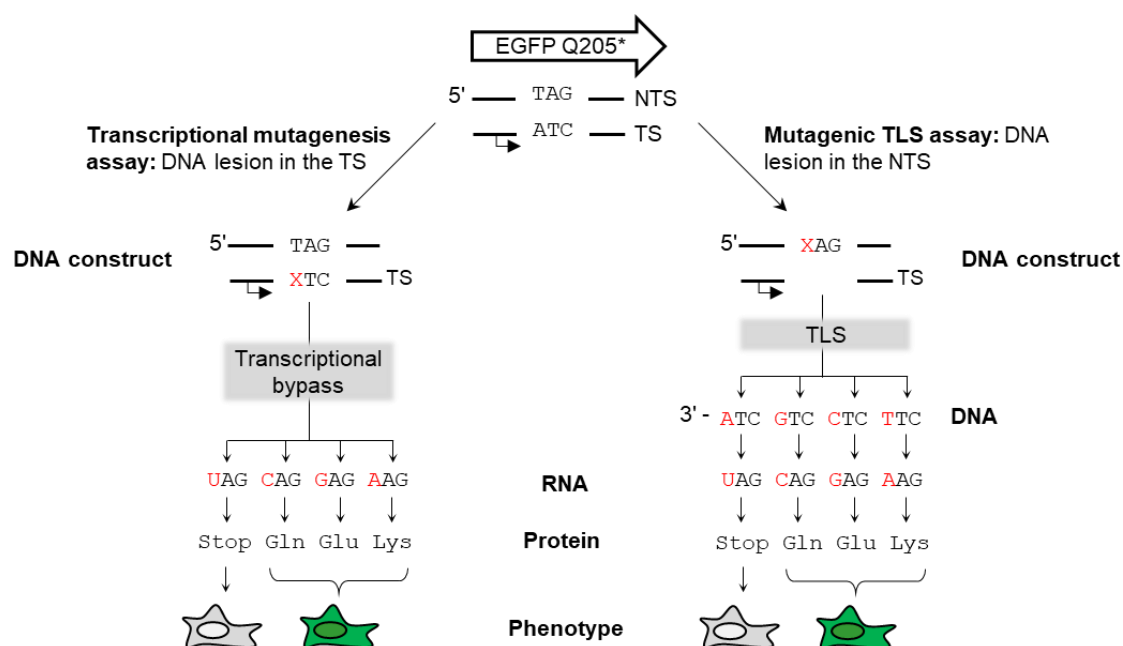 EGFP Q205*
5' TAG NTS
ATC TS
Transcriptional mutagenesis
assay: DNA lesion in the TS
Mutagenic TLS assay: DNA
lesion in the NTS
DNA construct
5' TAG
XTC TS
Transcriptional
bypass
UAG CAG GAG AAG
Stop Gln Glu Lys
RNA
Protein
Phenotype
5' XAG
TS
DNA construct
TLS
3' - ATC GTC CTC TTC DNA
UAG CAG GAG AAG
Stop Gln Glu Lys